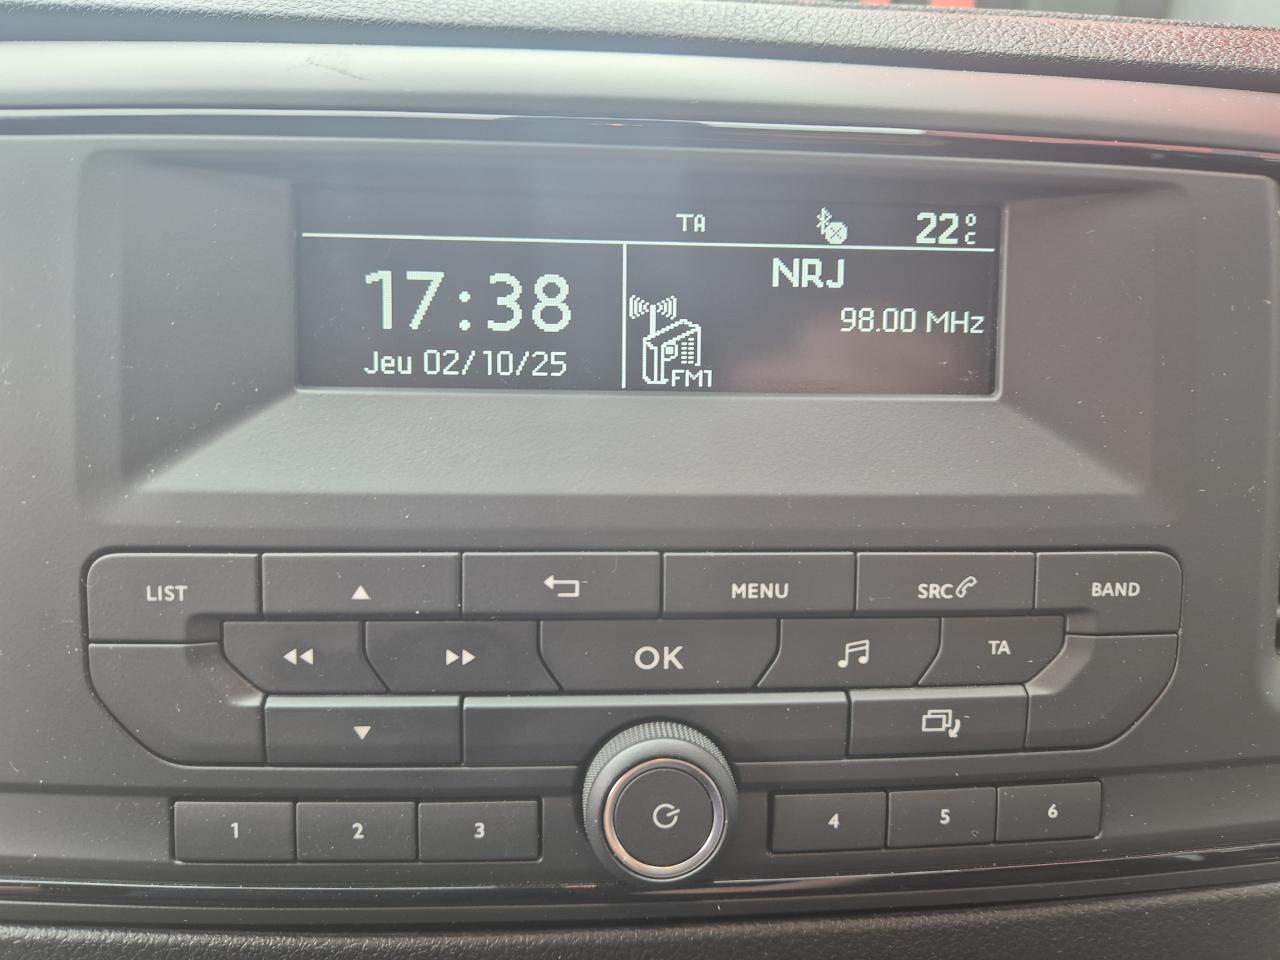 TA 22°C
17:38
Jeu 02/10/25
NRJ
98.00 MHz
FM1
LIST
MENU
SRC
BAND
OK
TA
1
2
3
4
5
6